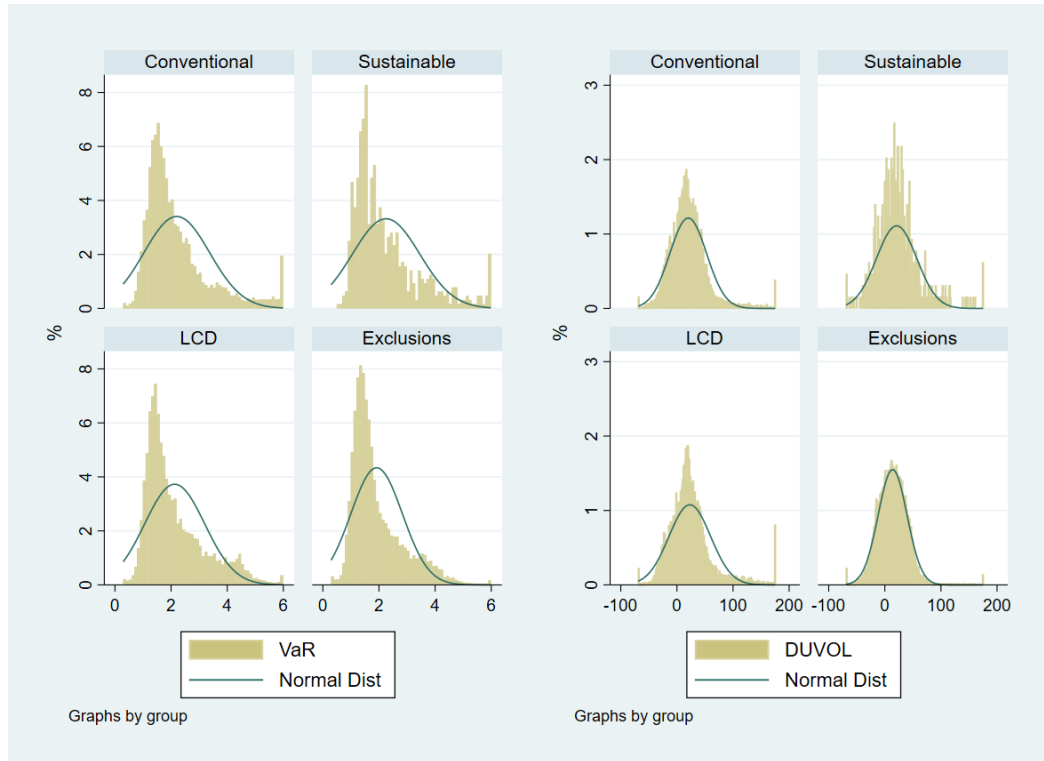 Conventional Sustainable
8
6
4
2
0
%
LCD Exclusions
8
6
4
2
0
0 2 4 6 0 2 4 6
VaR
Normal Dist
Graphs by group
Conventional Sustainable
3
2
1
0
%
LCD Exclusions
3
2
1
0
-100 0 100 200 -100 0 100 200
DUVOL
Normal Dist
Graphs by group